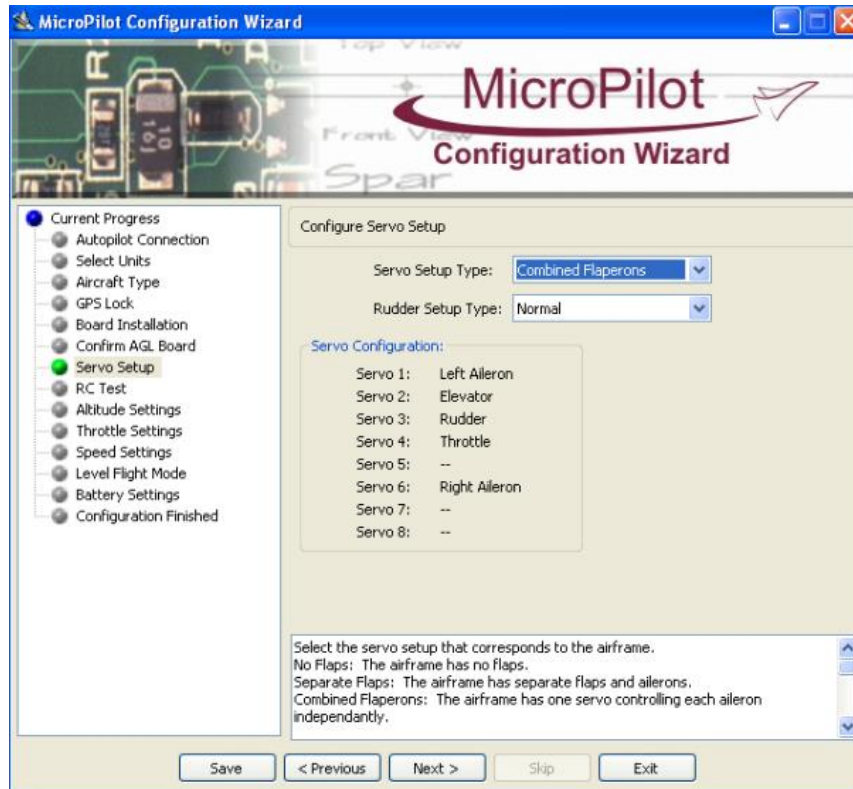 MicroPilot Configuration Wizard
Top View
Front View
Spar
10
16J
MicroPilot
Configuration Wizard
Current Progress
Autopilot Connection
Select Units
Aircraft Type
GPS Lock
Board Installation
Confirm AGL Board
Servo Setup
RC Test
Altitude Settings
Throttle Settings
Speed Settings
Level Flight Mode
Battery Settings
Configuration Finished
Configure Servo Setup
Servo Setup Type: Combined Flaperons
Rudder Setup Type: Normal
Servo Configuration:
Servo 1: Left Aileron
Servo 2: Elevator
Servo 3: Rudder
Servo 4: Throttle
Servo 5: --
Servo 6: Right Aileron
Servo 7: --
Servo 8: --
Select the servo setup that corresponds to the airframe.
No Flaps: The airframe has no flaps.
Separate Flaps: The airframe has separate flaps and ailerons.
Combined Flaperons: The airframe has one servo controlling each aileron
independantly.
Save < Previous Next > Skip Exit